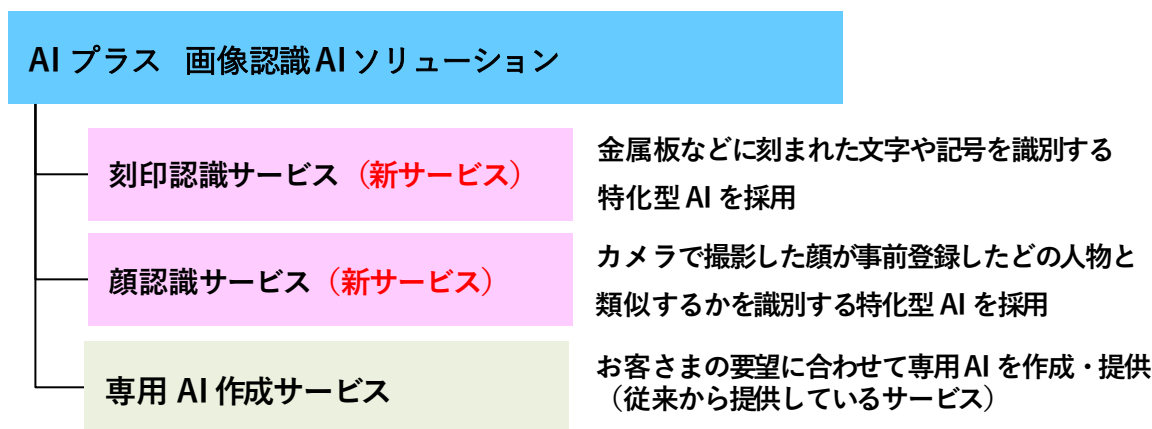 AI プラス 画像認識 AI ソリューション
刻印認識サービス（新サービス）
金属板などに刻まれた文字や記号を識別する
特化型 AI を採用
顔認識サービス（新サービス）
カメラで撮影した顔が事前登録したどの人物と
類似するかを識別する特化型 AI を採用
専用 AI 作成サービス
お客さまの要望に合わせて専用 AI を作成・提供
（従来から提供しているサービス）